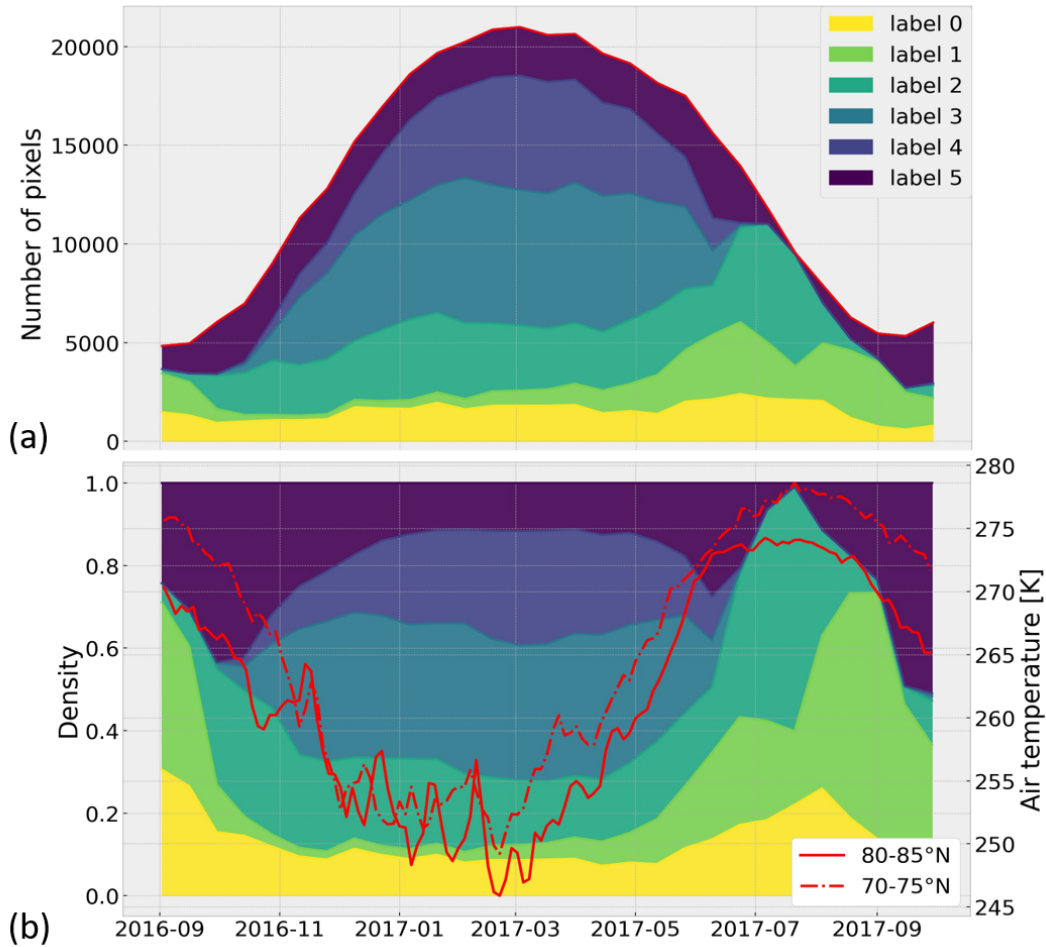 20000
15000
10000
5000
0
Number of pixels
label 0
label 1
label 2
label 3
label 4
label 5
(a)
1.0
0.8
0.6
0.4
0.2
0.0
Density
280
275
270
265
260
255
250
245
Air temperature [K]
80-85°N
70-75°N
(b)
2016-09 2016-11 2017-01 2017-03 2017-05 2017-07 2017-09